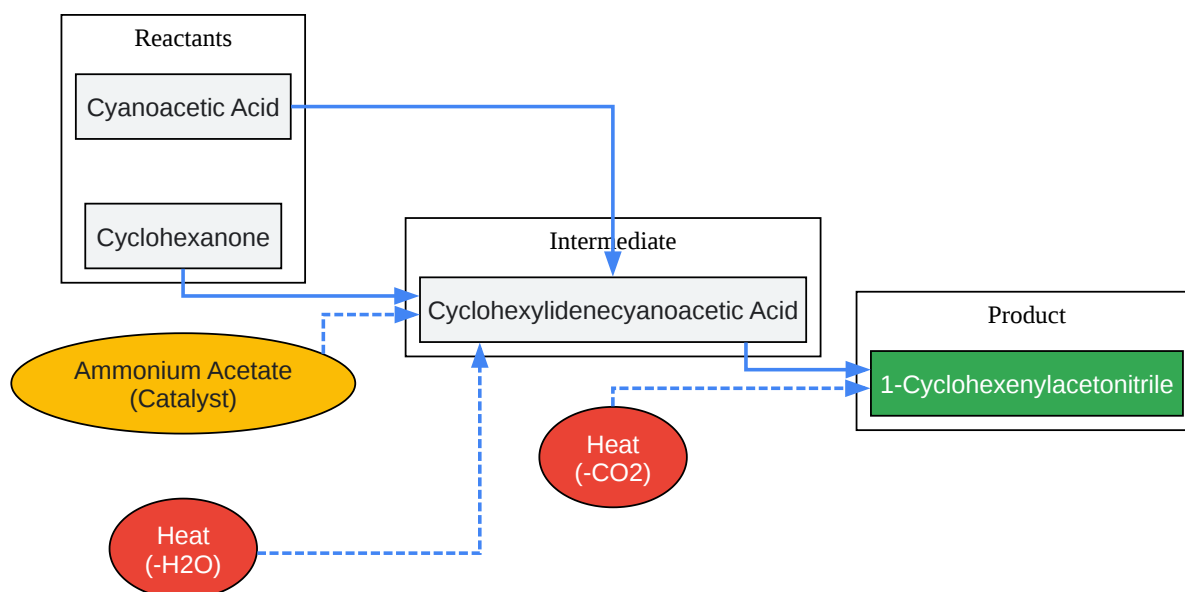 Reactants
Cyanoacetic Acid
Cyclohexanone
Intermediate
Cyclohexylidenecyanoacetic Acid
Product
1-Cyclohexenylacetonitrile
Ammonium Acetate
(Catalyst)
Heat
(-CO2)
Heat
(-H2O)